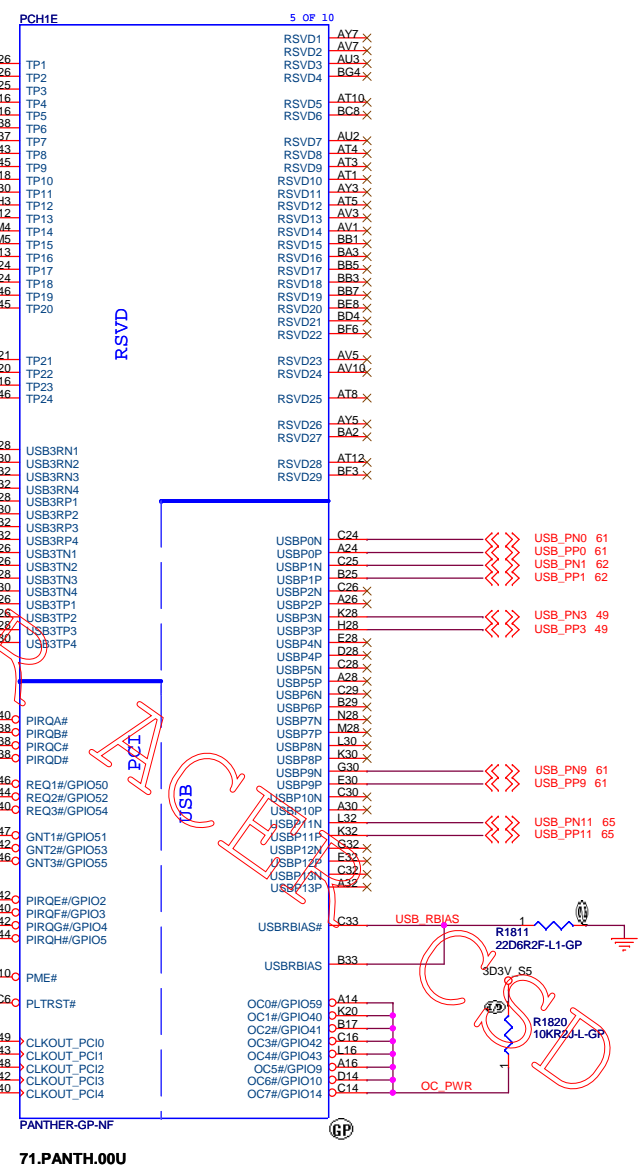 PCH1E 5 OF 10
RSVD1 AY7
RSVD2 AV7
TP1 RSVD3 AU3
TP2 RSVD4 BG4
TP3
TP4 RSVD5 AT10
TP5 RSVD6 BC8
TP6
TP7 RSVD7 AU2
TP8 RSVD8 AT4
TP9 RSVD9 AT3
TP10 RSVD10 AT1
TP11 RSVD11 AY3
TP12 RSVD12 AT5
TP13 RSVD13 AV3
TP14 RSVD14 AV1
TP15 RSVD15 BB1
TP16 RSVD16 BA3
TP17 RSVD17 BB5
TP18 RSVD18 BB3
TP19 RSVD19 BB7
TP20 RSVD20 BE8
RSVD21 BD4
RSVD22 BF6
RSVD
TP21 RSVD23 AV5
TP22 RSVD24 AV10
TP23
TP24 RSVD25 AT8
RSVD26 AY5
RSVD27 BA2
USB3RN1
USB3RN2 RSVD28 AT12
USB3RN3 RSVD29 BF3
USB3RN4
USB3RP1
USB3RP2
USB3RP3
USB3RP4 USBP0N C24 USB_PN0 61
USB3TN1 USBP0P A24 USB_PP0 61
USB3TN2 USBP1N C25 USB_PN1 62
USB3TN3 USBP1P B25 USB_PP1 62
USB3TN4 USBP2N C26
USB3TP1 USBP2P A26
USB3TP2 USBP3N K28 USB_PN3 49
USB3TP3 USBP3P H28 USB_PP3 49
USB3TP4 USBP4N E28
USBP4P D28
USBP5N C28
USBP5P A28
USBP6N C29
USBP6P B29
PIRQA# USBP7N N28
PIRQB# USBP7P M28
PIRQC# USBP8N L30
PIRQD# USBP8P K30
PCI
USBP9N G30 USB_PN9 61
REQ1#/GPIO50 USBP9P E30 USB_PP9 61
REQ2#/GPIO52 USBP10N C30
REQ3#/GPIO54 USBP10P A30
USB
USBP11N L32 USB_PN11 65
GNT1#/GPIO51 USBP11P K32 USB_PP11 65
GNT2#/GPIO53 USBP12N G32
GNT3#/GPIO55 USBP12P E32
USBP13N C32
USBP13P A32
PIRQE#/GPIO2
PIRQF#/GPIO3
PIRQG#/GPIO4 USBRBIAS# C33 USB_RBIAS 1
PIRQH#/GPIO5 R1811
22D6R2F-L1-GP
USBRBIAS B33
PME# 3D3V_S5
PLTRST# OC0#/GPIO59 A14
OC1#/GPIO40 K20
OC2#/GPIO41 B17 R1820
CLKOUT_PCI0 OC3#/GPIO42 C16 10KR2J-L-GP
CLKOUT_PCI1 OC4#/GPIO43 L16
CLKOUT_PCI2 OC5#/GPIO9 A16 1
CLKOUT_PCI3 OC6#/GPIO10 D14
CLKOUT_PCI4 OC7#/GPIO14 C14 OC_PWR
PANTHER-GP-NF GP
71.PANTH.00U
ACER CSD